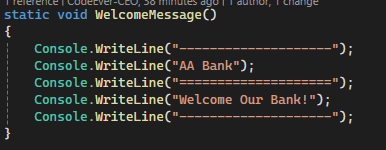 1 reference | CodeEver-CEO, 38 minutes ago | 1 author, 1 change
static void WelcomeMessage()
{
    Console.WriteLine("--------------------");
    Console.WriteLine("AA Bank");
    Console.WriteLine("====================");
    Console.WriteLine("Welcome Our Bank!");
    Console.WriteLine("--------------------");
}